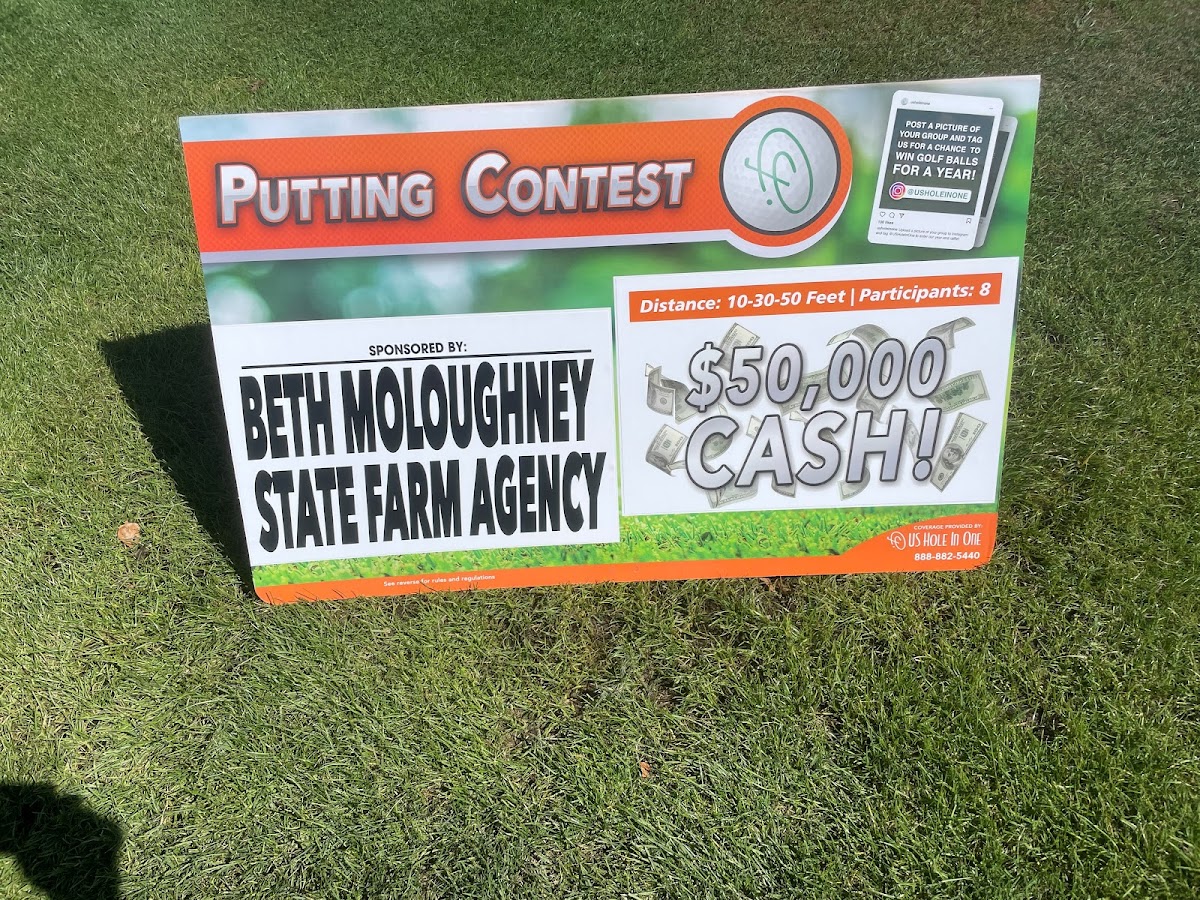 PUTTING CONTEST
usholeinone
POST A PICTURE OF
YOUR GROUP AND TAG
US FOR A CHANCE TO
WIN GOLF BALLS
FOR A YEAR!
@USHOLEINONE
Distance: 10-30-50 Feet | Participants: 8
$50,000
CASH!
SPONSORED BY:
BETH MOLOUGHNEY
STATE FARM AGENCY
See reverse for rules and regulations
COVERAGE PROVIDED BY:
US HOLE IN ONE
888-882-5440